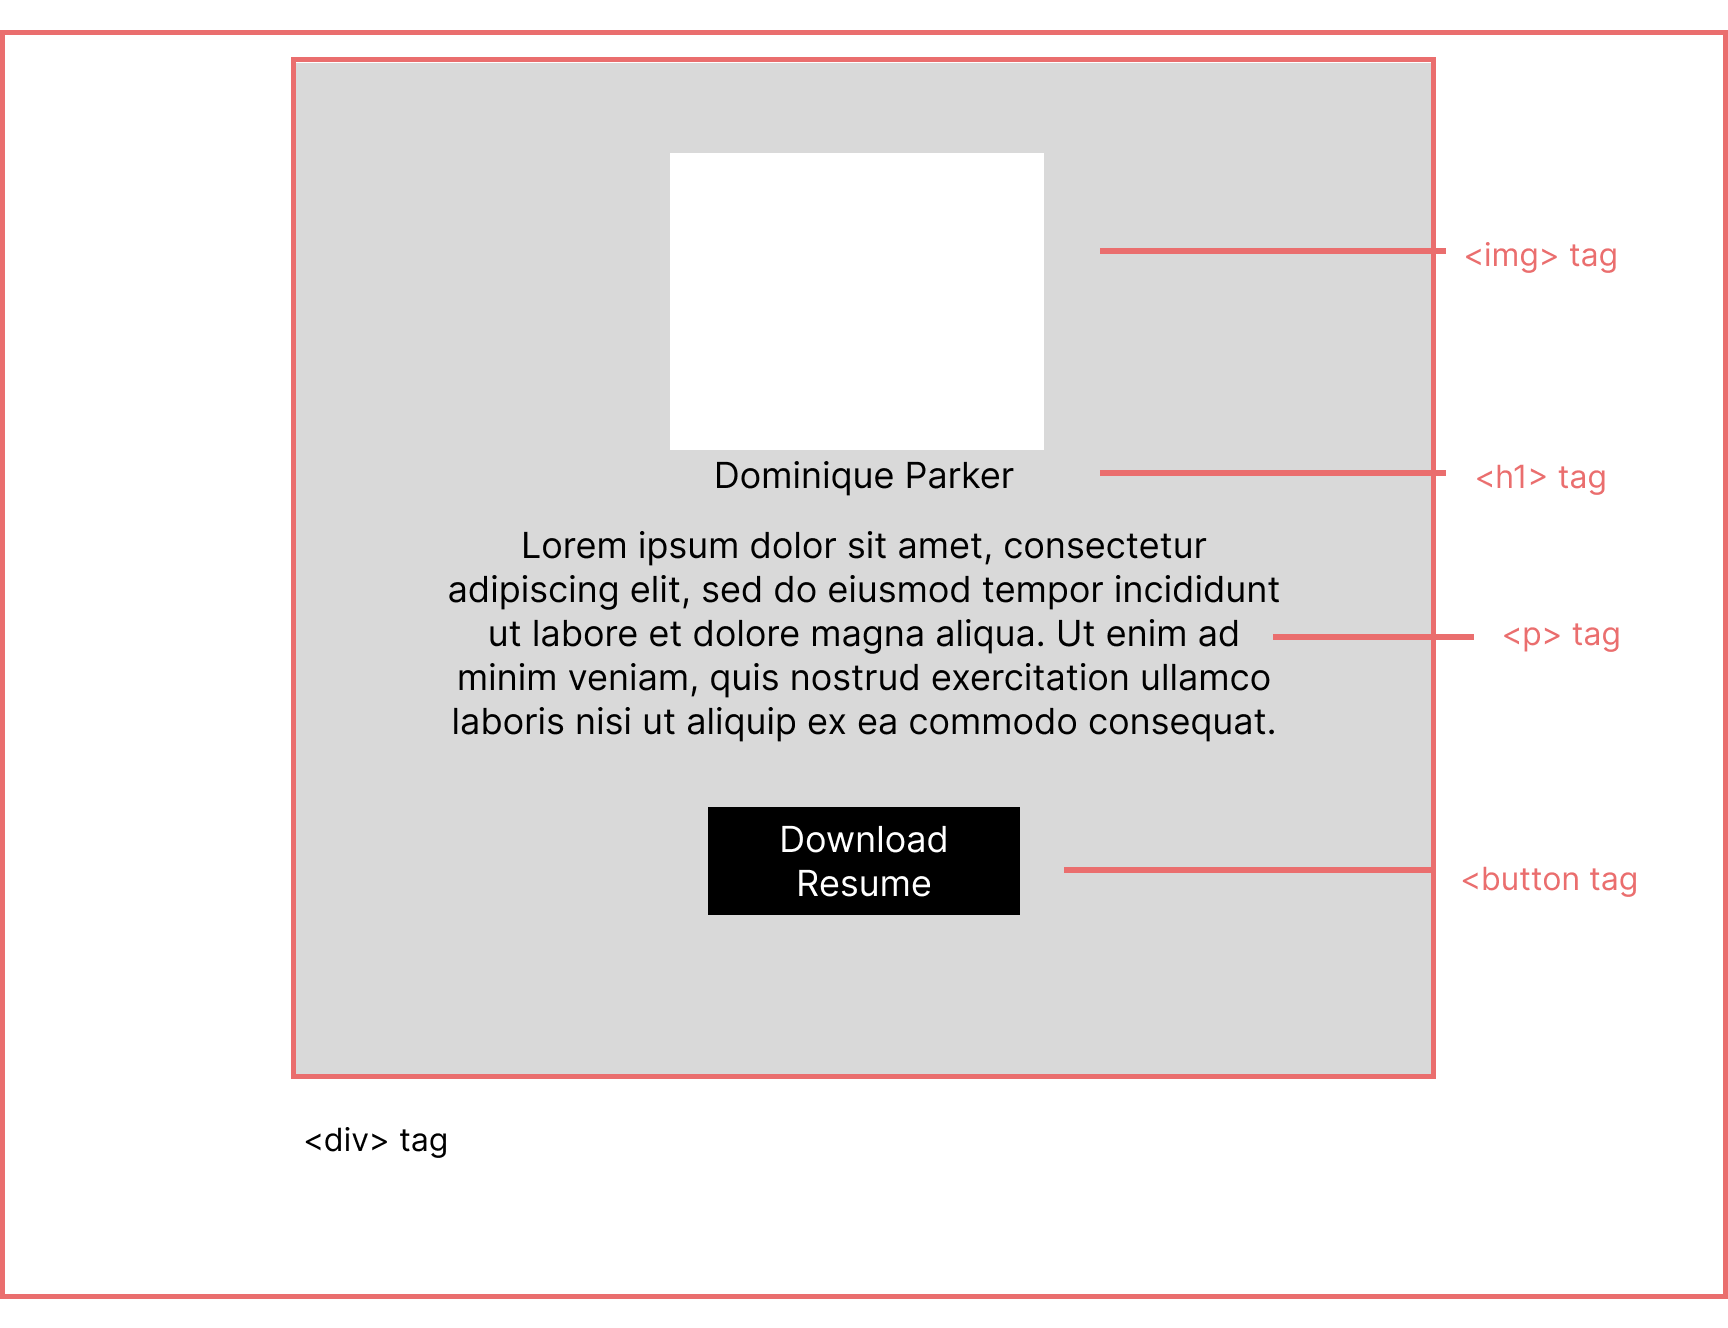 <img> tag
Dominique Parker
<h1> tag
Lorem ipsum dolor sit amet, consectetur
adipiscing elit, sed do eiusmod tempor incididunt
ut labore et dolore magna aliqua. Ut enim ad
<p> tag
minim veniam, quis nostrud exercitation ullamco
laboris nisi ut aliquip ex ea commodo consequat.
Download
Resume
<button tag
<div> tag